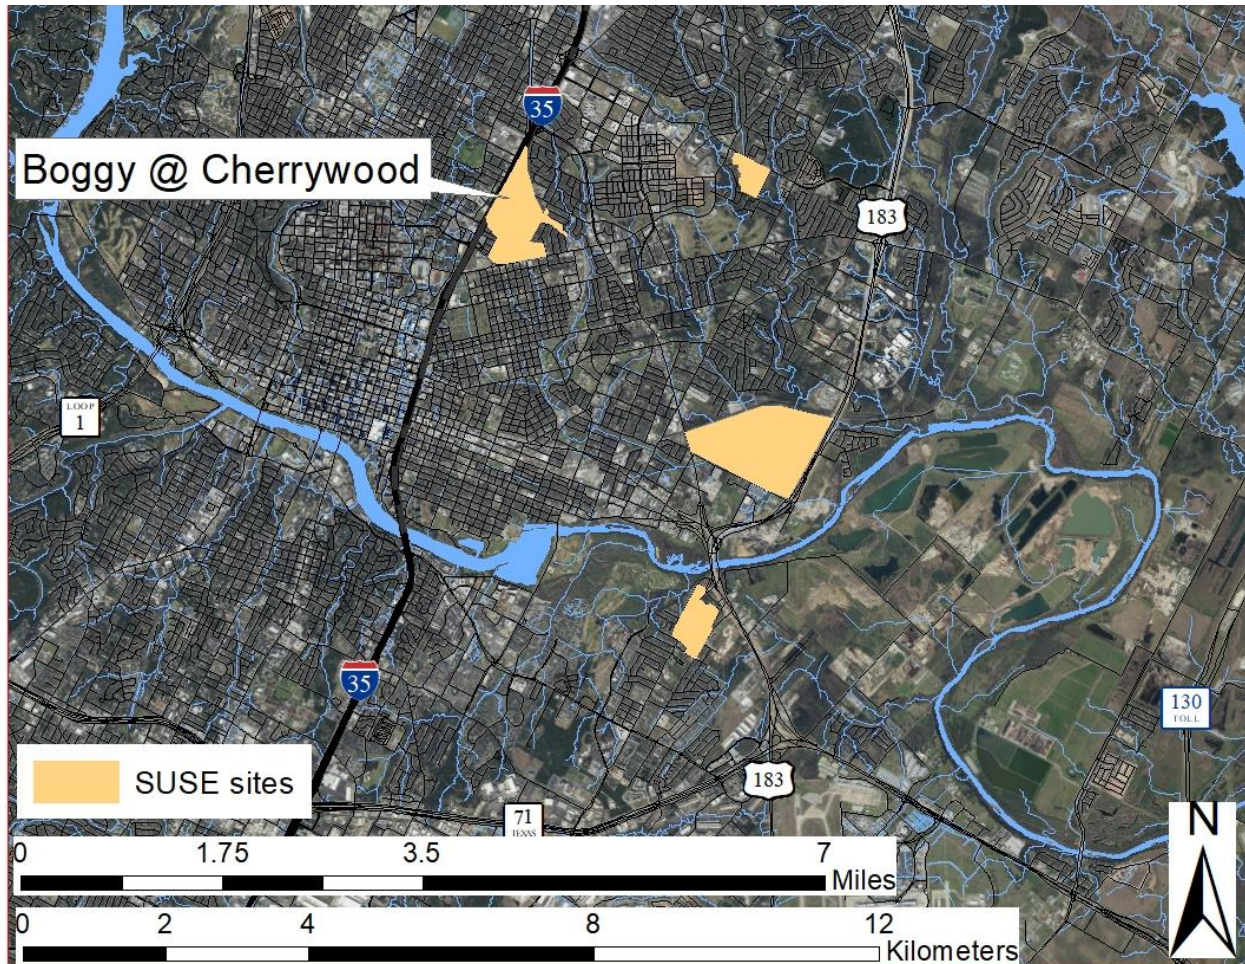 35
Boggy @ Cherrywood
183
LOOP
1
35
130
TOLL
SUSE sites
183
71
TEXAS
N
0 1.75 3.5 7
Miles
0 2 4 8 12
Kilometers